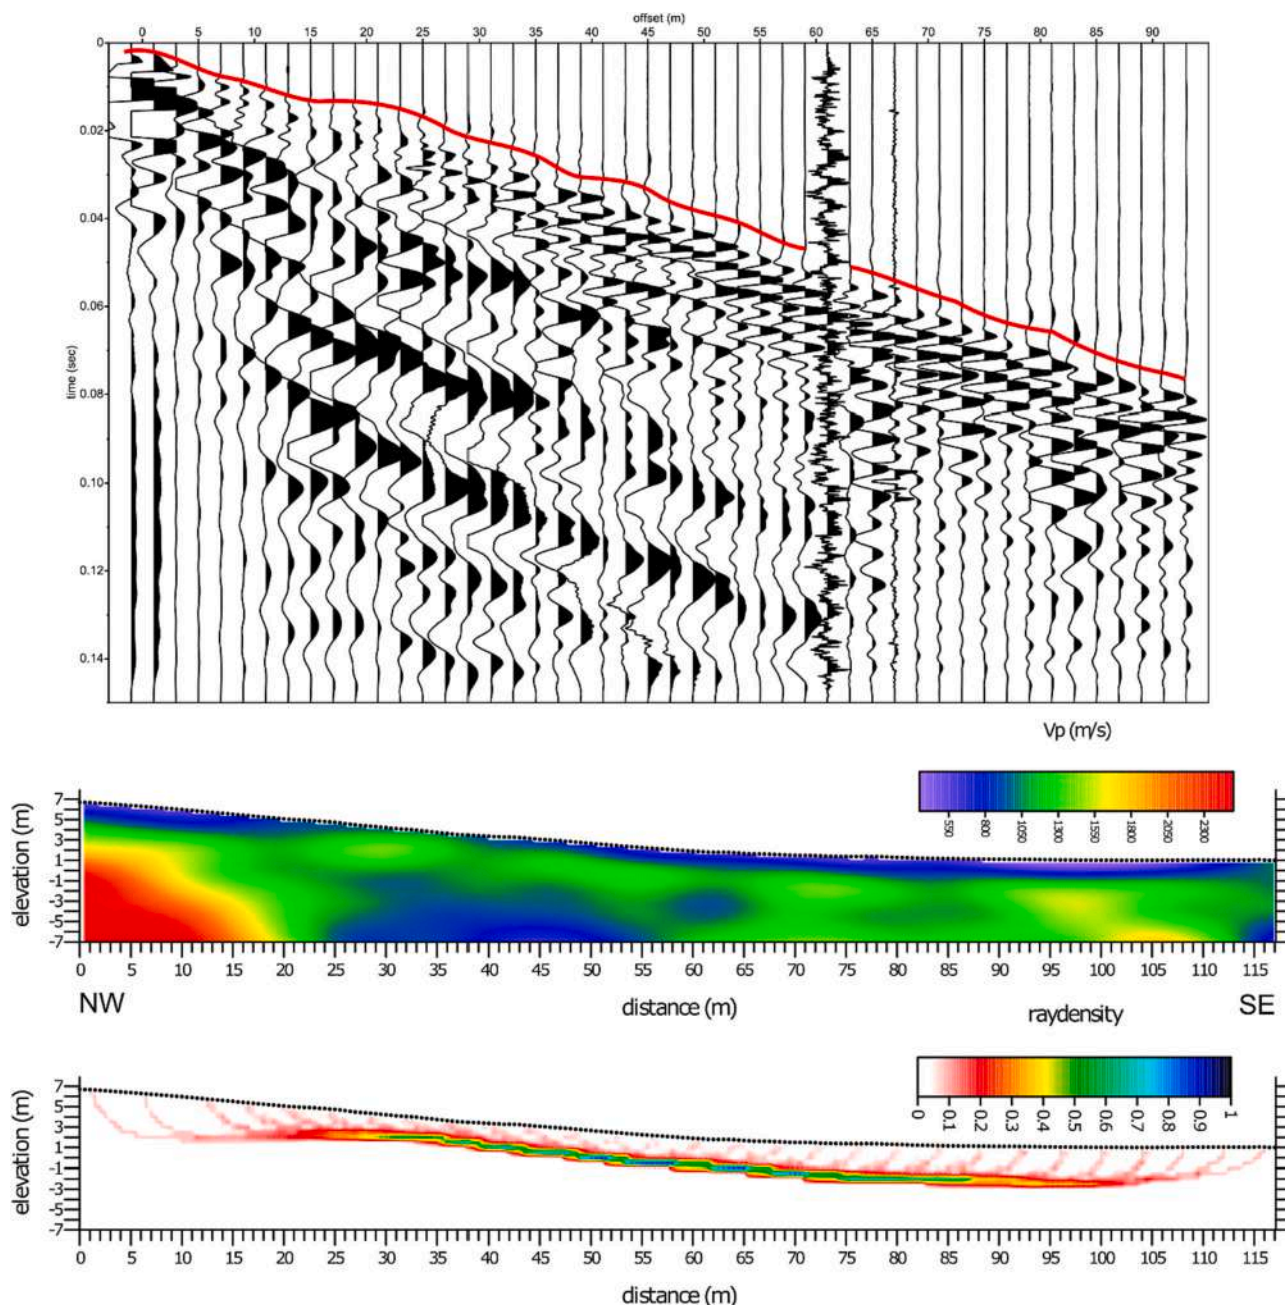 offset (m)
0 5 10 15 20 25 30 35 40 45 50 55 60 65 70 75 80 85 90
0
0.02
0.04
0.06
0.08
0.10
0.12
0.14
time (sec)
Vp (m/s)
550 800 1050 1300 1550 1800 2050 2300
elevation (m)
7
5
3
1
-1
-3
-5
-7
0 5 10 15 20 25 30 35 40 45 50 55 60 65 70 75 80 85 90 95 100 105 110 115
NW distance (m) SE
raydensity
0 0.1 0.2 0.3 0.4 0.5 0.6 0.7 0.8 0.9 1
elevation (m)
7
5
3
1
-1
-3
-5
-7
0 5 10 15 20 25 30 35 40 45 50 55 60 65 70 75 80 85 90 95 100 105 110 115
distance (m)